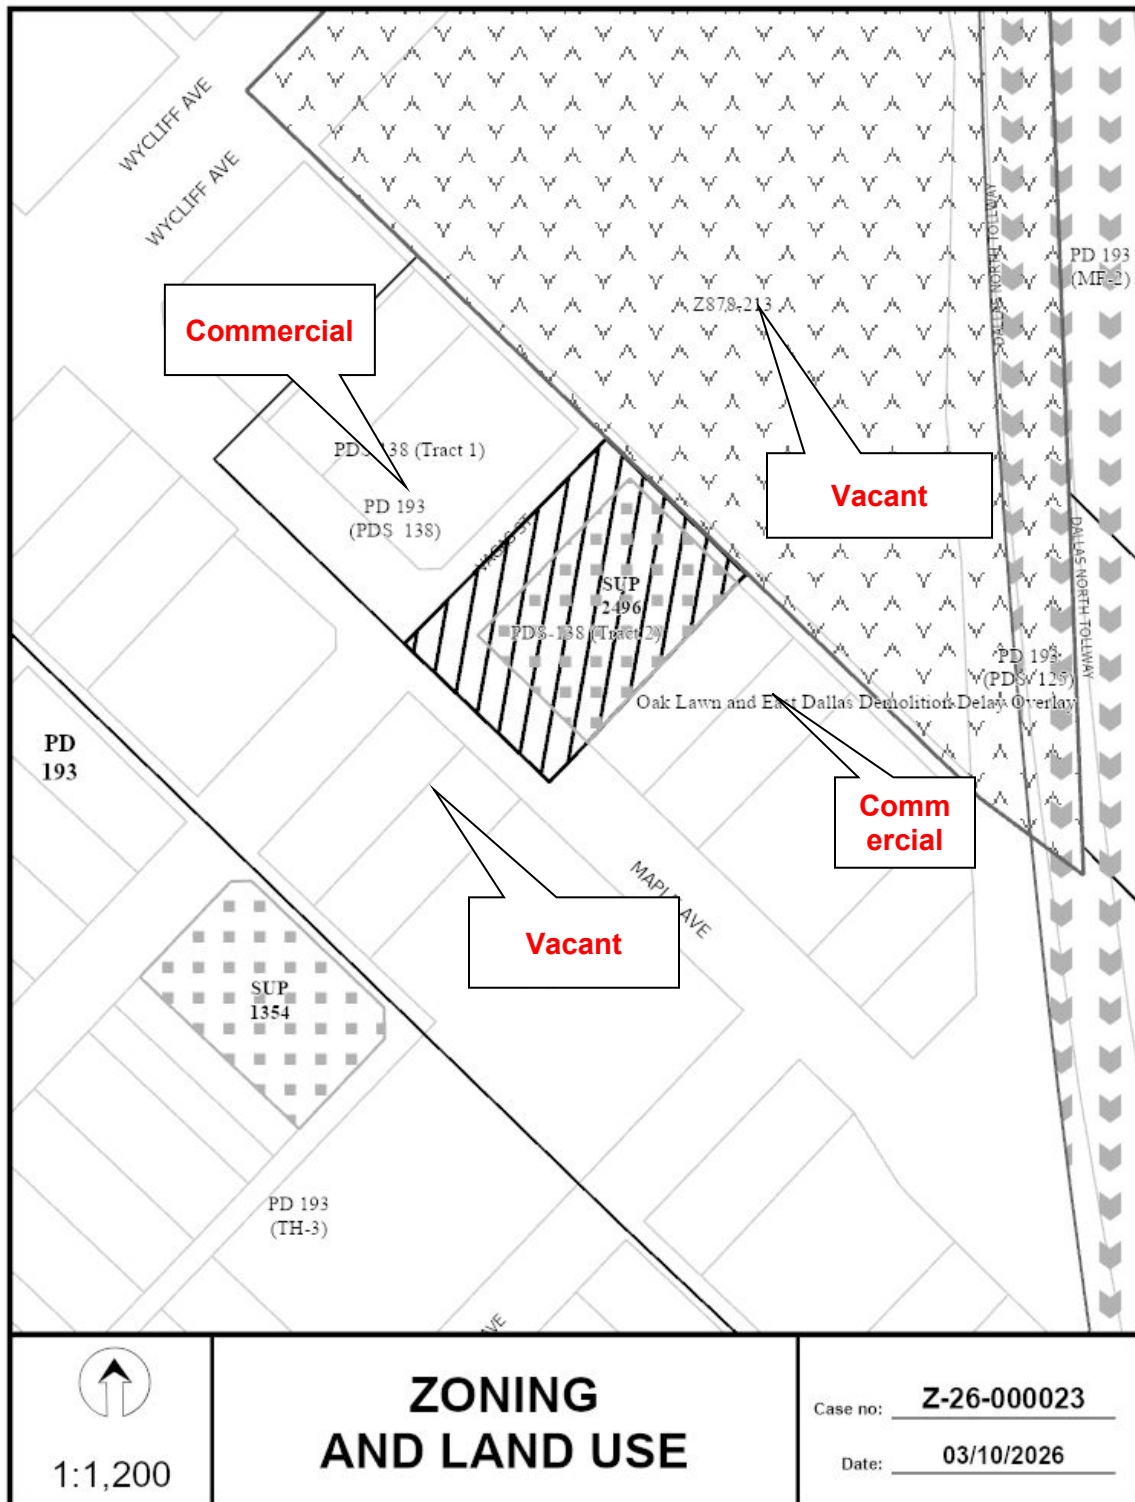 WYCLIFF AVE
WYCLIFF AVE
DALLAS NORTH TOLLWAY
PD 193
(MF-2)
Z878-213
Commercial
PDS-138 (Tract 1)
Vacant
PD 193
(PDS 138)
VAGAS ST
DALLAS NORTH TOLLWAY
SUP
2496
PDS-138 (Tract 2)
PD 193
(PDS 125)
Oak Lawn and East Dallas Demolition Delay Overlay
PD
193
Comm
ercial
MAPLE AVE
Vacant
SUP
1354
PD 193
(TH-3)
AVE
1:1,200
ZONING
AND LAND USE
Case no: Z-26-000023
Date: 03/10/2026